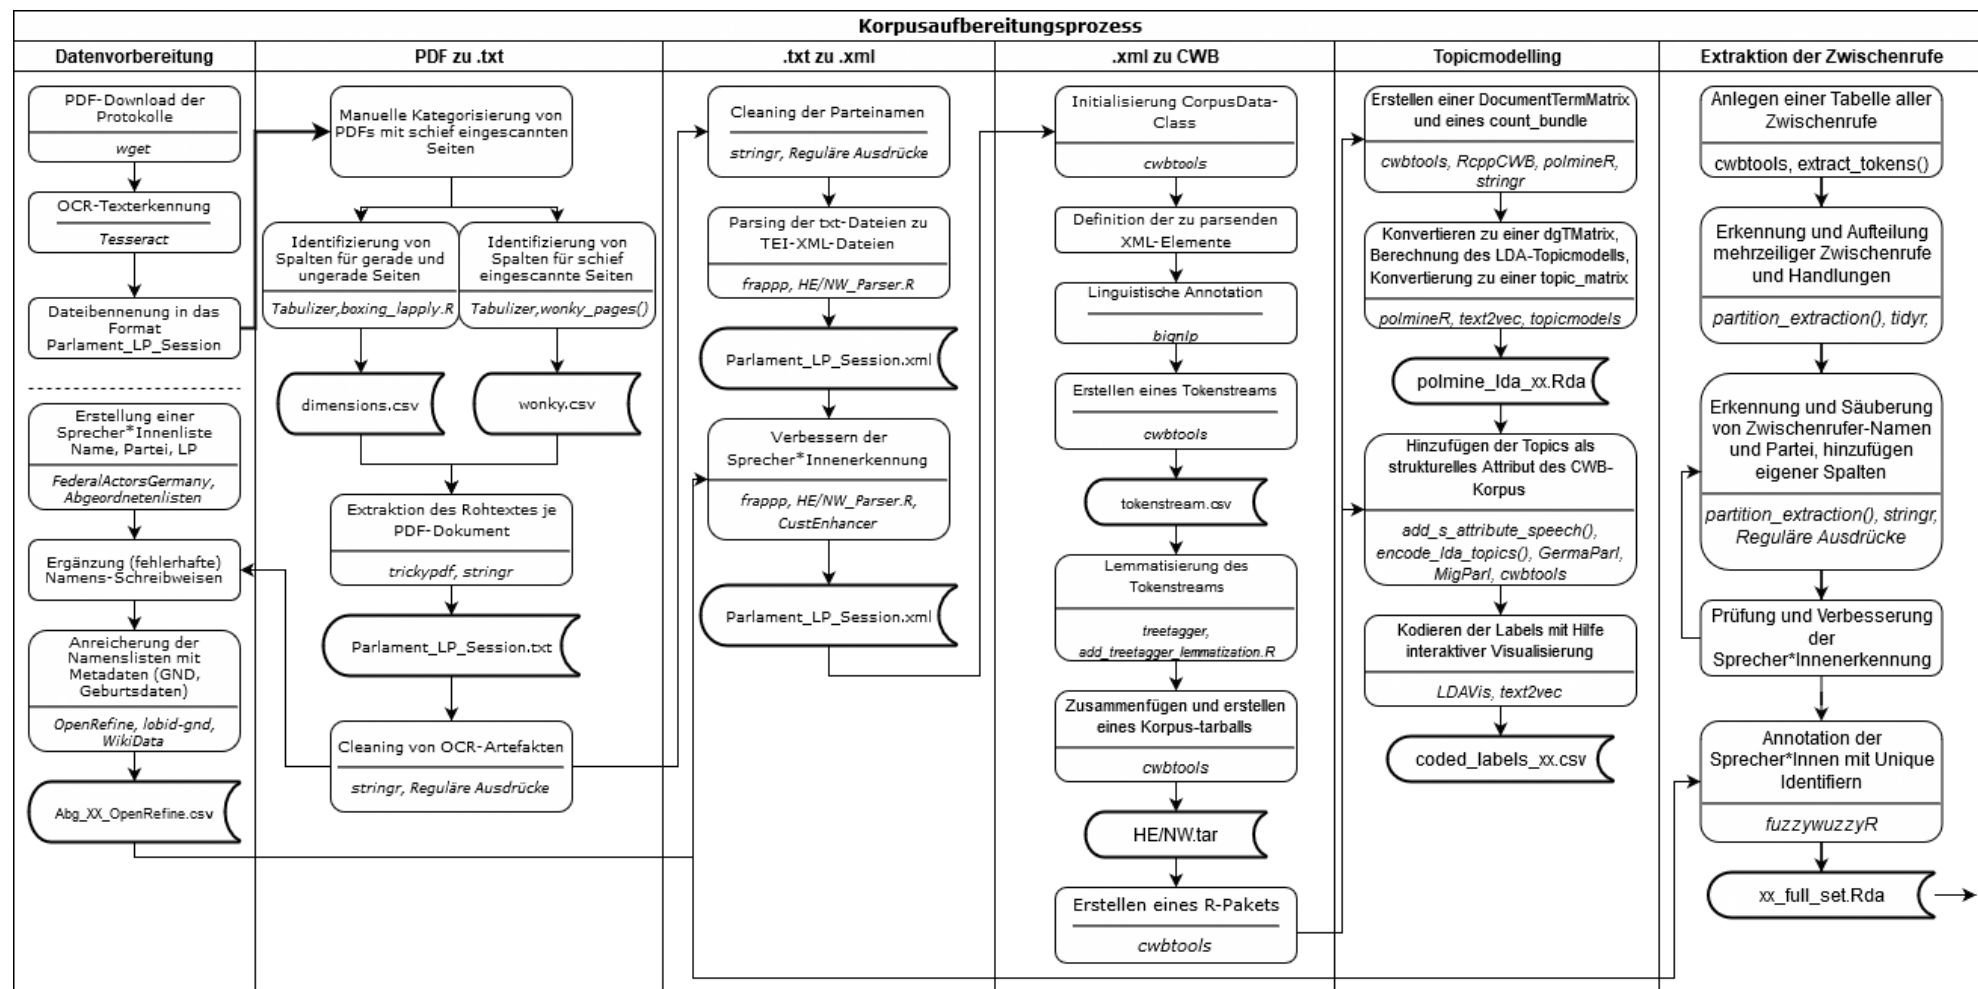 Korpusaufbereitungsprozess
Datenvorbereitung
PDF-Download der
Protokolle
wget
OCR-Texterkennung
Tesseract
Dateibennenung in das
Format
Parlament_LP_Session
Erstellung einer
Sprecher*Innenliste
Name, Partei, LP
FederalActorsGermany,
Abgeordnetenlisten
Ergänzung (fehlerhafte)
Namens-Schreibweisen
Anreicherung der
Namenslisten mit
Metadaten (GND,
Geburtsdaten)
OpenRefine, lobid-gnd,
WikiData
Abg_XX_OpenRefine.csv
PDF zu .txt
Manuelle Kategorisierung von
PDFs mit schief eingescannten
Seiten
Identifizierung von
Spalten für gerade und
ungerade Seiten
Tabulizer,boxing_lapply.R
Identifizierung von
Spalten für schief
eingescannte Seiten
Tabulizer,wonky_pages()
dimensions.csv
wonky.csv
Extraktion des Rohtextes je
PDF-Dokument
trickypdf, stringr
Parlament_LP_Session.txt
Cleaning von OCR-Artefakten
stringr, Reguläre Ausdrücke
.txt zu .xml
Cleaning der Parteinamen
stringr, Reguläre Ausdrücke
Parsing der txt-Dateien zu
TEI-XML-Dateien
frappp, HE/NW_Parser.R
Parlament_LP_Session.xml
Verbessern der
Sprecher*Innenerkennung
frappp, HE/NW_Parser.R,
CustEnhancer
Parlament_LP_Session.xml
.xml zu CWB
Initialisierung CorpusData-
Class
cwbtools
Definition der zu parsenden
XML-Elemente
Linguistische Annotation
bignlp
Erstellen eines Tokenstreams
cwbtools
tokenstream.csv
Lemmatisierung des
Tokenstreams
treetagger,
add_treetagger_lemmatization.R
Zusammenfügen und erstellen
eines Korpus-tarballs
cwbtools
HE/NW.tar
Erstellen eines R-Pakets
cwbtools
Topicmodelling
Erstellen einer DocumentTermMatrix
und eines count_bundle
cwbtools, RcppCWB, polmineR,
stringr
Konvertieren zu einer dgTMatrix,
Berechnung des LDA-Topicmodells,
Konvertierung zu einer topic_matrix
polmineR, text2vec, topicmodels
polmine_lda_xx.Rda
Hinzufügen der Topics als
strukturelles Attribut des CWB-
Korpus
add_s_attribute_speech(),
encode_lda_topics(), GermaParl,
MigParl, cwbtools
Kodieren der Labels mit Hilfe
interaktiver Visualisierung
LDAVis, text2vec
coded_labels_xx.csv
Extraktion der Zwischenrufe
Anlegen einer Tabelle aller
Zwischenrufe
cwbtools, extract_tokens()
Erkennung und Aufteilung
mehrzeiliger Zwischenrufe
und Handlungen
partition_extraction(), tidyr,
Erkennung und Säuberung
von Zwischenrufer-Namen
und Partei, hinzufügen
eigener Spalten
partition_extraction(), stringr,
Reguläre Ausdrücke
Prüfung und Verbesserung
der
Sprecher*Innenerkennung
Annotation der
Sprecher*Innen mit Unique
Identifiern
fuzzywuzzyR
xx_full_set.Rda